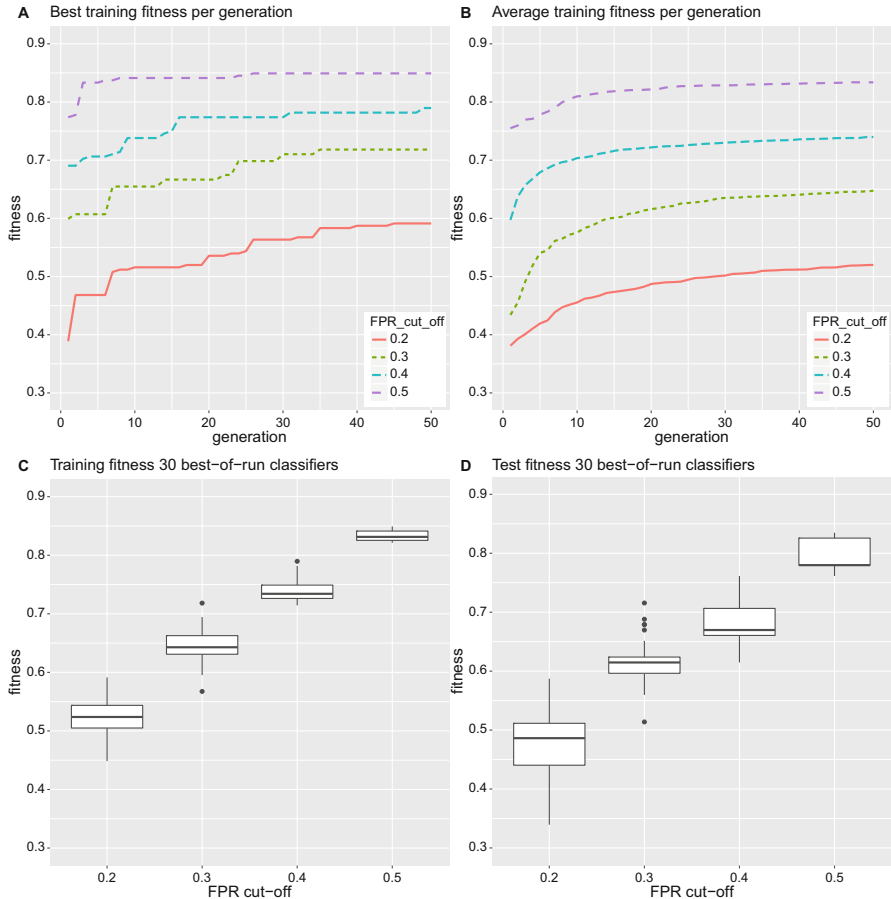 A Best training fitness per generation
0.9
0.8
0.7
0.6
0.5
0.4
0.3
fitness
FPR_cut_off
0.2
0.3
0.4
0.5
0 10 20 30 40 50
generation
B Average training fitness per generation
0.9
0.8
0.7
0.6
0.5
0.4
0.3
fitness
FPR_cut_off
0.2
0.3
0.4
0.5
0 10 20 30 40 50
generation
C Training fitness 30 best−of−run classifiers
0.9
0.8
0.7
0.6
0.5
0.4
0.3
fitness
0.2 0.3 0.4 0.5
FPR cut−off
D Test fitness 30 best−of−run classifiers
0.9
0.8
0.7
0.6
0.5
0.4
0.3
fitness
0.2 0.3 0.4 0.5
FPR cut−off